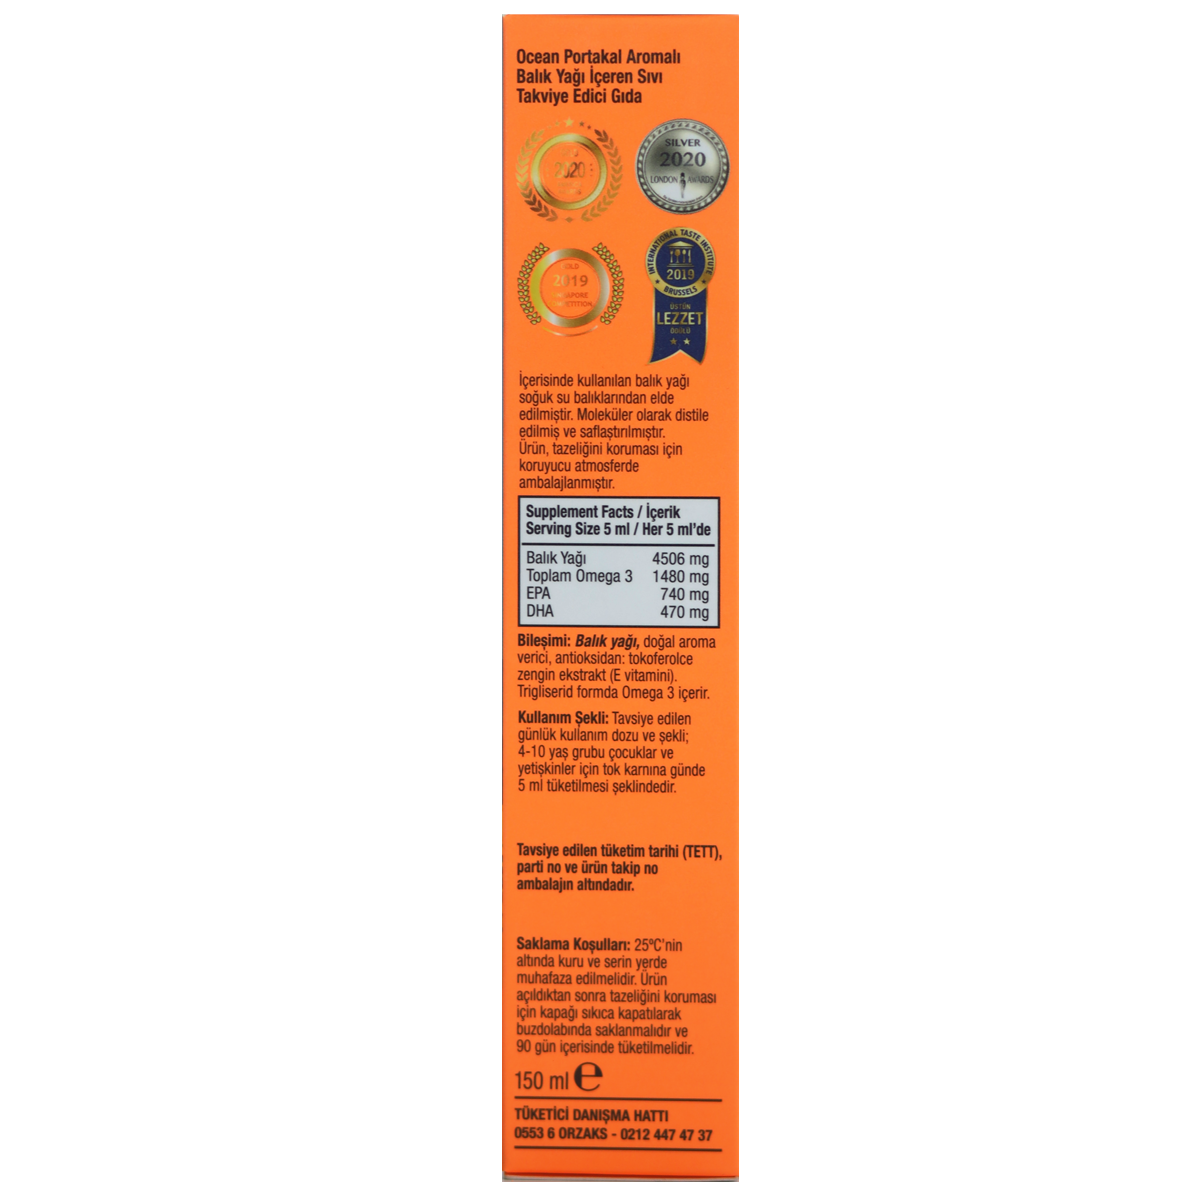 Ocean Portakal Aromalı
Balık Yağı İçeren Sıvı
Takviye Edici Gıda
2020
SILVER
2020
LONDON AWARDS
GOLD
2019
INTERNATIONAL TASTE INSTITUTE
2019
BRUSSELS
ÜSTÜN
LEZZET
ÖDÜLÜ
İçerisinde kullanılan balık yağı
soğuk su balıklarından elde
edilmiştir. Moleküler olarak distile
edilmiş ve saflaştırılmıştır.
Ürün, tazeliğini koruması için
koruyucu atmosferde
ambalajlanmıştır.
Supplement Facts / İçerik
Serving Size 5 ml / Her 5 ml'de
Balık Yağı 4506 mg
Toplam Omega 3 1480 mg
EPA 740 mg
DHA 470 mg
Bileşimi: Balık yağı, doğal aroma
verici, antioksidan: tokoferolce
zengin ekstrakt (E vitamini).
Trigliserid formda Omega 3 içerir.
Kullanım Şekli: Tavsiye edilen
günlük kullanım dozu ve şekli;
4-10 yaş grubu çocuklar ve
yetişkinler için tok karnına günde
5 ml tüketilmesi şeklindedir.
Tavsiye edilen tüketim tarihi (TETT),
parti no ve ürün takip no
ambalajın altındadır.
Saklama Koşulları: 25°C'nin
altında kuru ve serin yerde
muhafaza edilmelidir. Ürün
açıldıktan sonra tazeliğini koruması
için kapağı sıkıca kapatılarak
buzdolabında saklanmalıdır ve
90 gün içerisinde tüketilmelidir.
150 ml e
TÜKETİCİ DANIŞMA HATTI
0553 6 ORZAKS - 0212 447 47 37